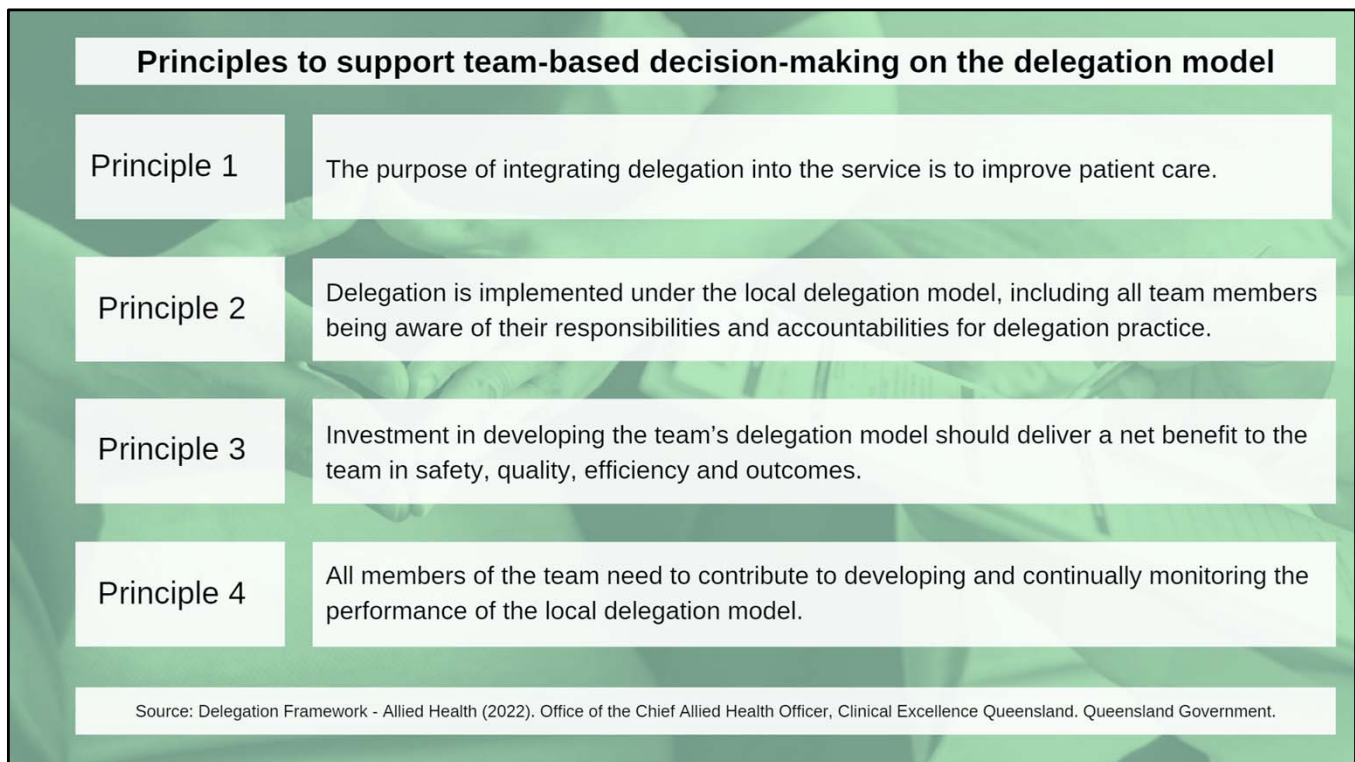 Principles to support team-based decision-making on the delegation model
Principle 1
The purpose of integrating delegation into the service is to improve patient care.
Principle 2
Delegation is implemented under the local delegation model, including all team members
being aware of their responsibilities and accountabilities for delegation practice.
Principle 3
Investment in developing the team’s delegation model should deliver a net benefit to the
team in safety, quality, efficiency and outcomes.
Principle 4
All members of the team need to contribute to developing and continually monitoring the
performance of the local delegation model.
Source: Delegation Framework - Allied Health (2022). Office of the Chief Allied Health Officer, Clinical Excellence Queensland. Queensland Government.